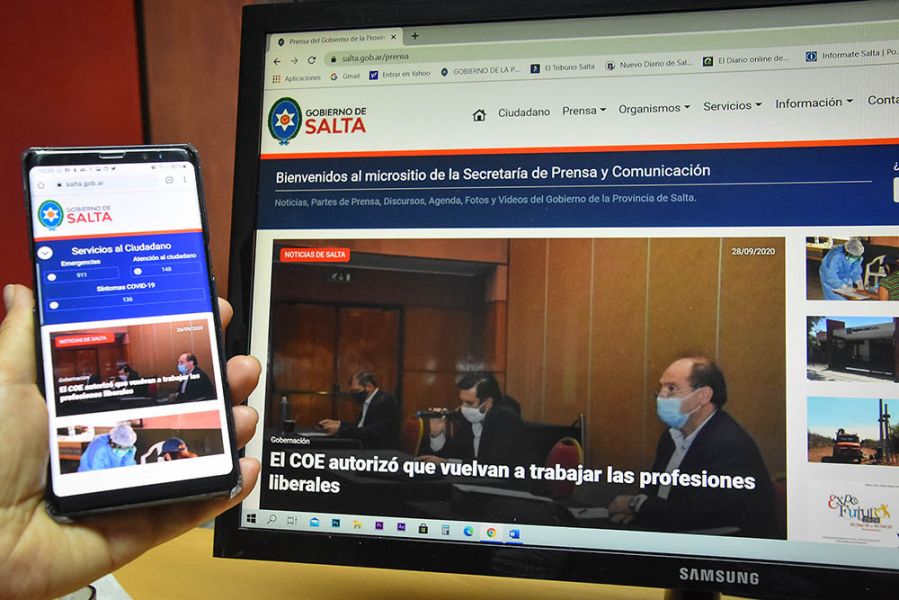 Prensa del Gobierno de la Provin
salta.gob.ar/prensa
Aplicaciones Gmail Entrar en Yahoo GOBIERNO DE LA P... El Tribuno Salta Nuevo Diario de Sal... El Diario online de... Informate Salta | Po..
GOBIERNO DE
SALTA
Ciudadano Prensa Organismos Servicios Información Conta
Bienvenidos al micrositio de la Secretaría de Prensa y Comunicación
Noticias, Partes de Prensa, Discursos, Agenda, Fotos y Vídeos del Gobierno de la Provincia de Salta.
NOTICIAS DE SALTA
28/09/2020
Gobernación
El COE autorizó que vuelvan a trabajar las profesiones
liberales
EXPO
FUTURO
SAMSUNG
salta.gob.ar
GOBIERNO DE
SALTA
Servicios al Ciudadano
Emergencias
911
Atención al ciudadano
148
Síntomas COVID-19
136
28/09/2020
NOTICIAS DE SALTA
Gobernación
El COE autorizó que vuelvan a trabajar las
profesiones liberales